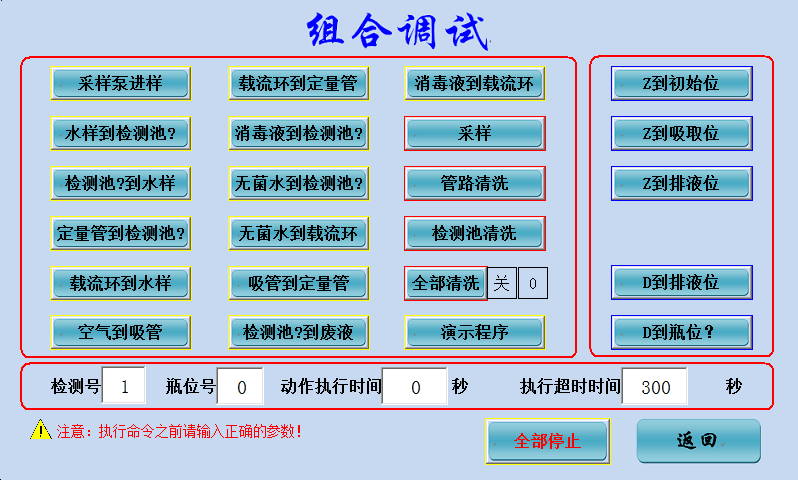 组合调试
采样泵进样 载流环到定量管 消毒液到载流环 Z到初始位
水样到检测池? 消毒液到检测池? 采样 Z到吸取位
检测池?到水样 无菌水到检测池? 管路清洗 Z到排液位
定量管到检测池? 无菌水到载流环 检测池清洗
载流环到水样 吸管到定量管 全部清洗 关 0 D到排液位
空气到吸管 检测池?到废液 演示程序 D到瓶位?
检测号 1 瓶位号 0 动作执行时间 0 秒 执行超时时间 300 秒
注意: 执行命令之前请输入正确的参数!
全部停止 返回